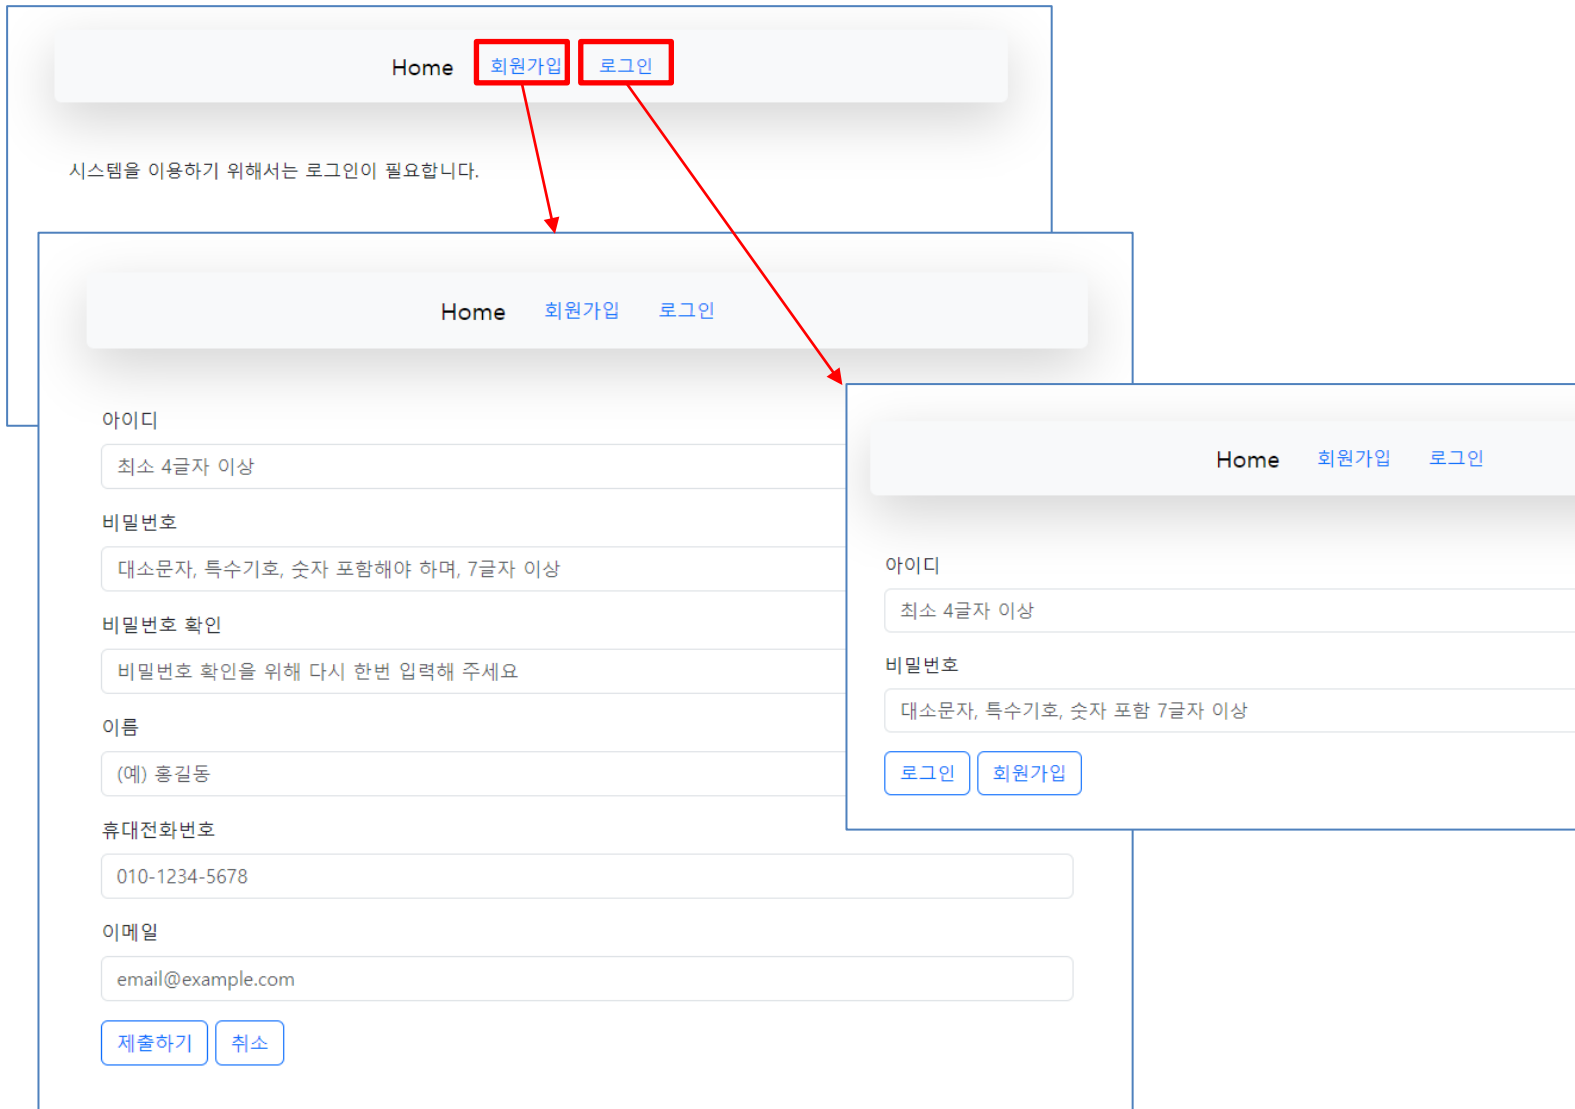 Home 회원가입 로그인
시스템을 이용하기 위해서는 로그인이 필요합니다.
Home 회원가입 로그인
아이디
최소 4글자 이상
비밀번호
대소문자, 특수기호, 숫자 포함해야 하며, 7글자 이상
비밀번호 확인
비밀번호 확인을 위해 다시 한번 입력해 주세요
이름
(예) 홍길동
휴대전화번호
010-1234-5678
이메일
email@example.com
제출하기 취소
Home 회원가입 로그인
아이디
최소 4글자 이상
비밀번호
대소문자, 특수기호, 숫자 포함 7글자 이상
로그인 회원가입